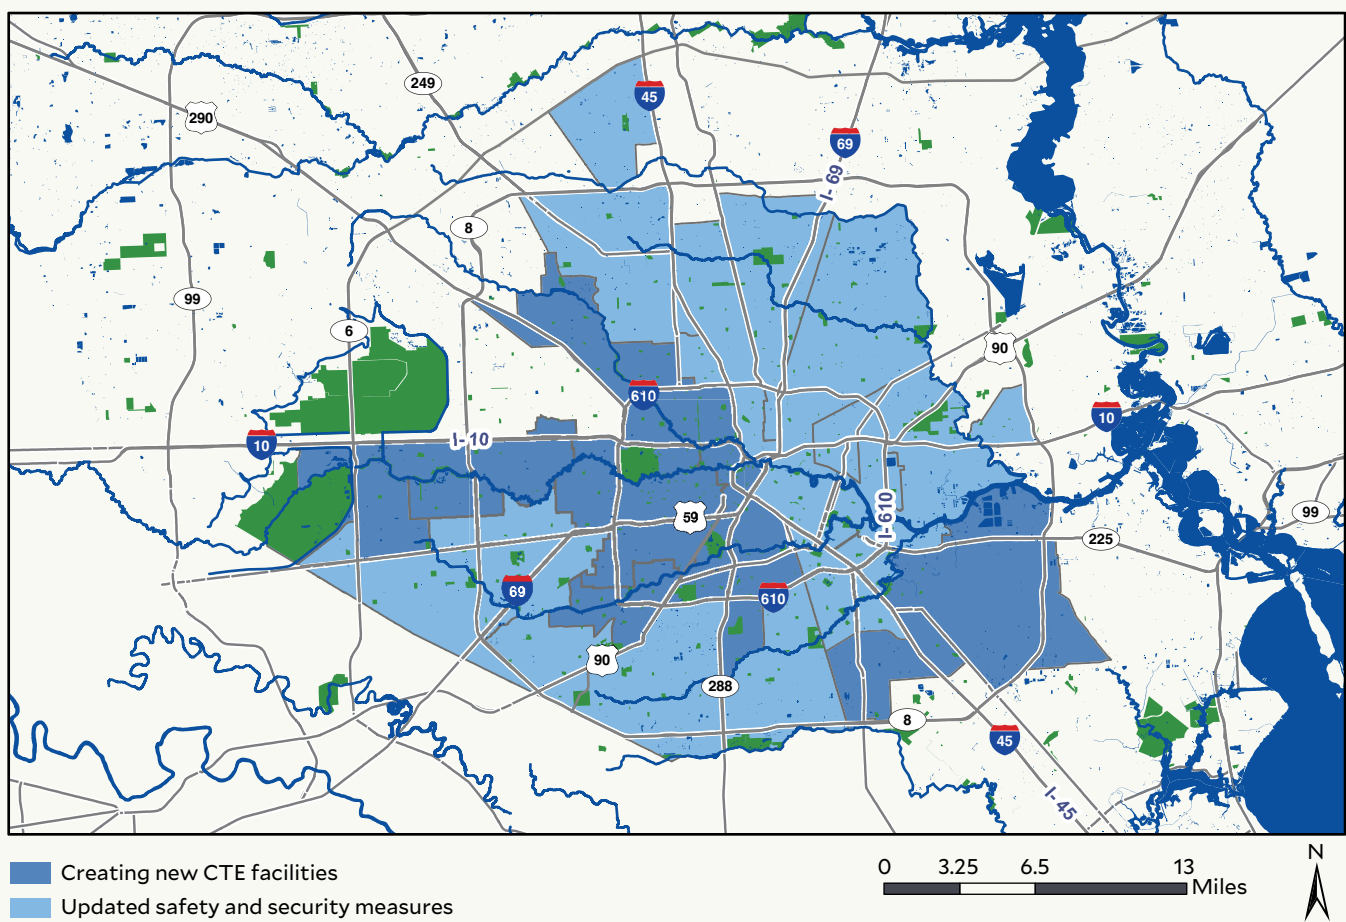 249
45
290
69
I-69
8
99
6
90
610
10
10
I-10
59
I-610
99
225
69
610
90
288
8
45
I-45
Creating new CTE facilities
Updated safety and security measures
0 3.25 6.5 13
Miles
N